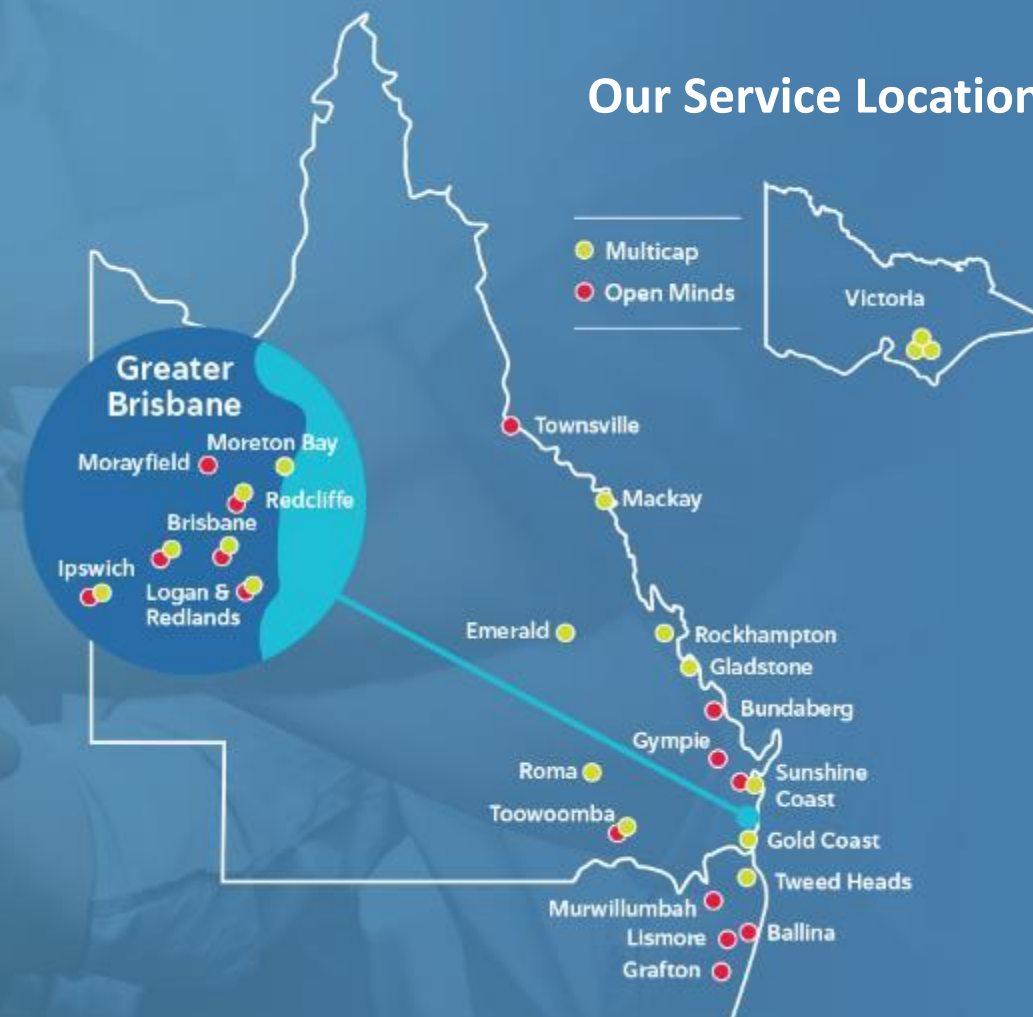 Our Service Location
Multicap
Open Minds
Victoria
Greater
Brisbane
Moreton Bay
Morayfield
Redcliffe
Brisbane
Ipswich
Logan &
Redlands
Townsville
Mackay
Emerald
Rockhampton
Gladstone
Bundaberg
Gympie
Roma
Sunshine
Coast
Toowoomba
Gold Coast
Tweed Heads
Murwillumbah
Lismore
Ballina
Grafton